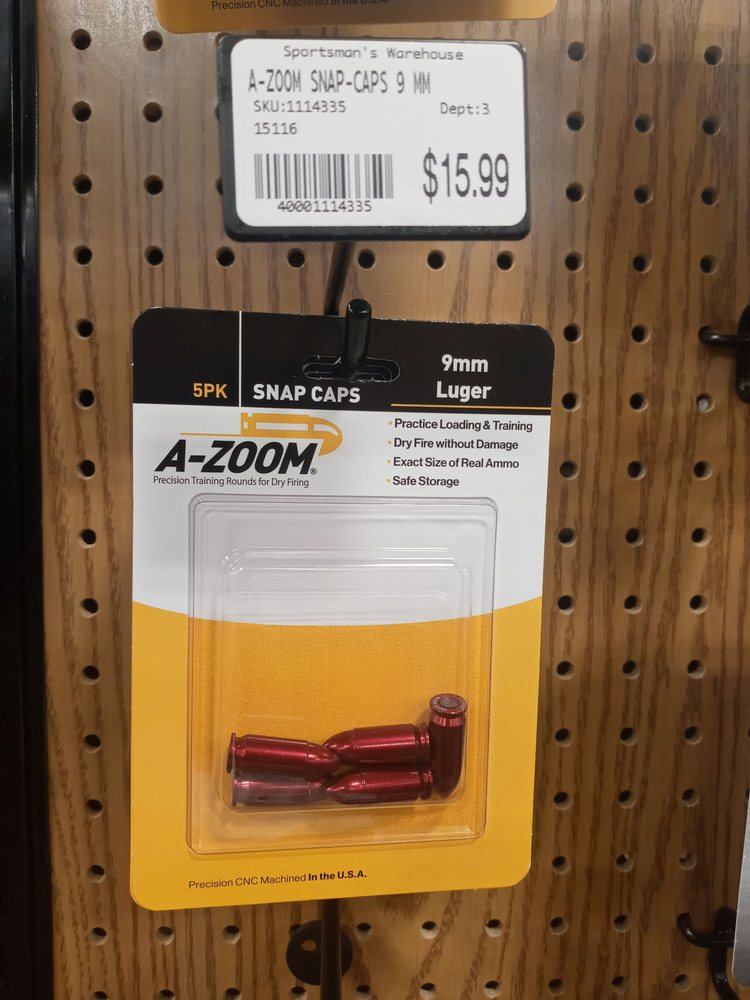 Precision CNC Machined In the U.S.A.
Sportsman's Warehouse
A-ZOOM SNAP-CAPS 9 MM
SKU:1114335 Dept:3
15116
$15.99
40001114335
5PK SNAP CAPS
9mm
Luger
A-ZOOM®
Precision Training Rounds for Dry Firing
• Practice Loading & Training
• Dry Fire without Damage
• Exact Size of Real Ammo
• Safe Storage
Precision CNC Machined In the U.S.A.